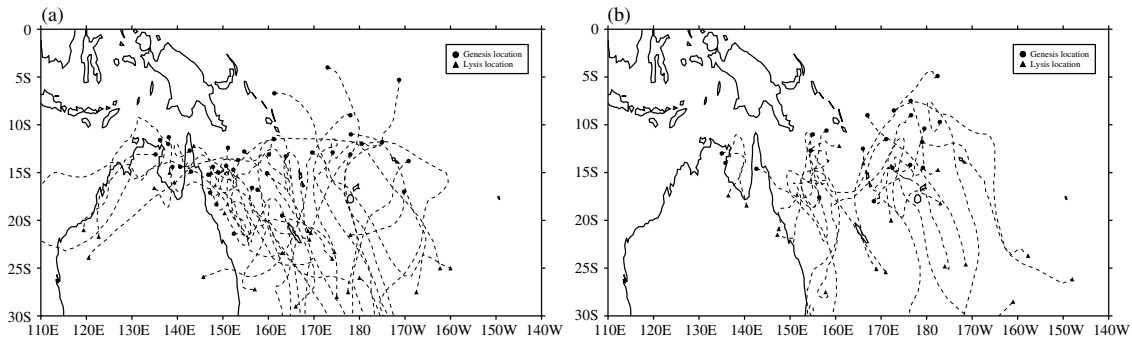 (a)
0
5S
10S
15S
20S
25S
30S
110E 120E 130E 140E 150E 160E 170E 180 170W 160W 150W 140W
Genesis location
Lysis location
(b)
0
5S
10S
15S
20S
25S
30S
110E 120E 130E 140E 150E 160E 170E 180 170W 160W 150W 140W
Genesis location
Lysis location